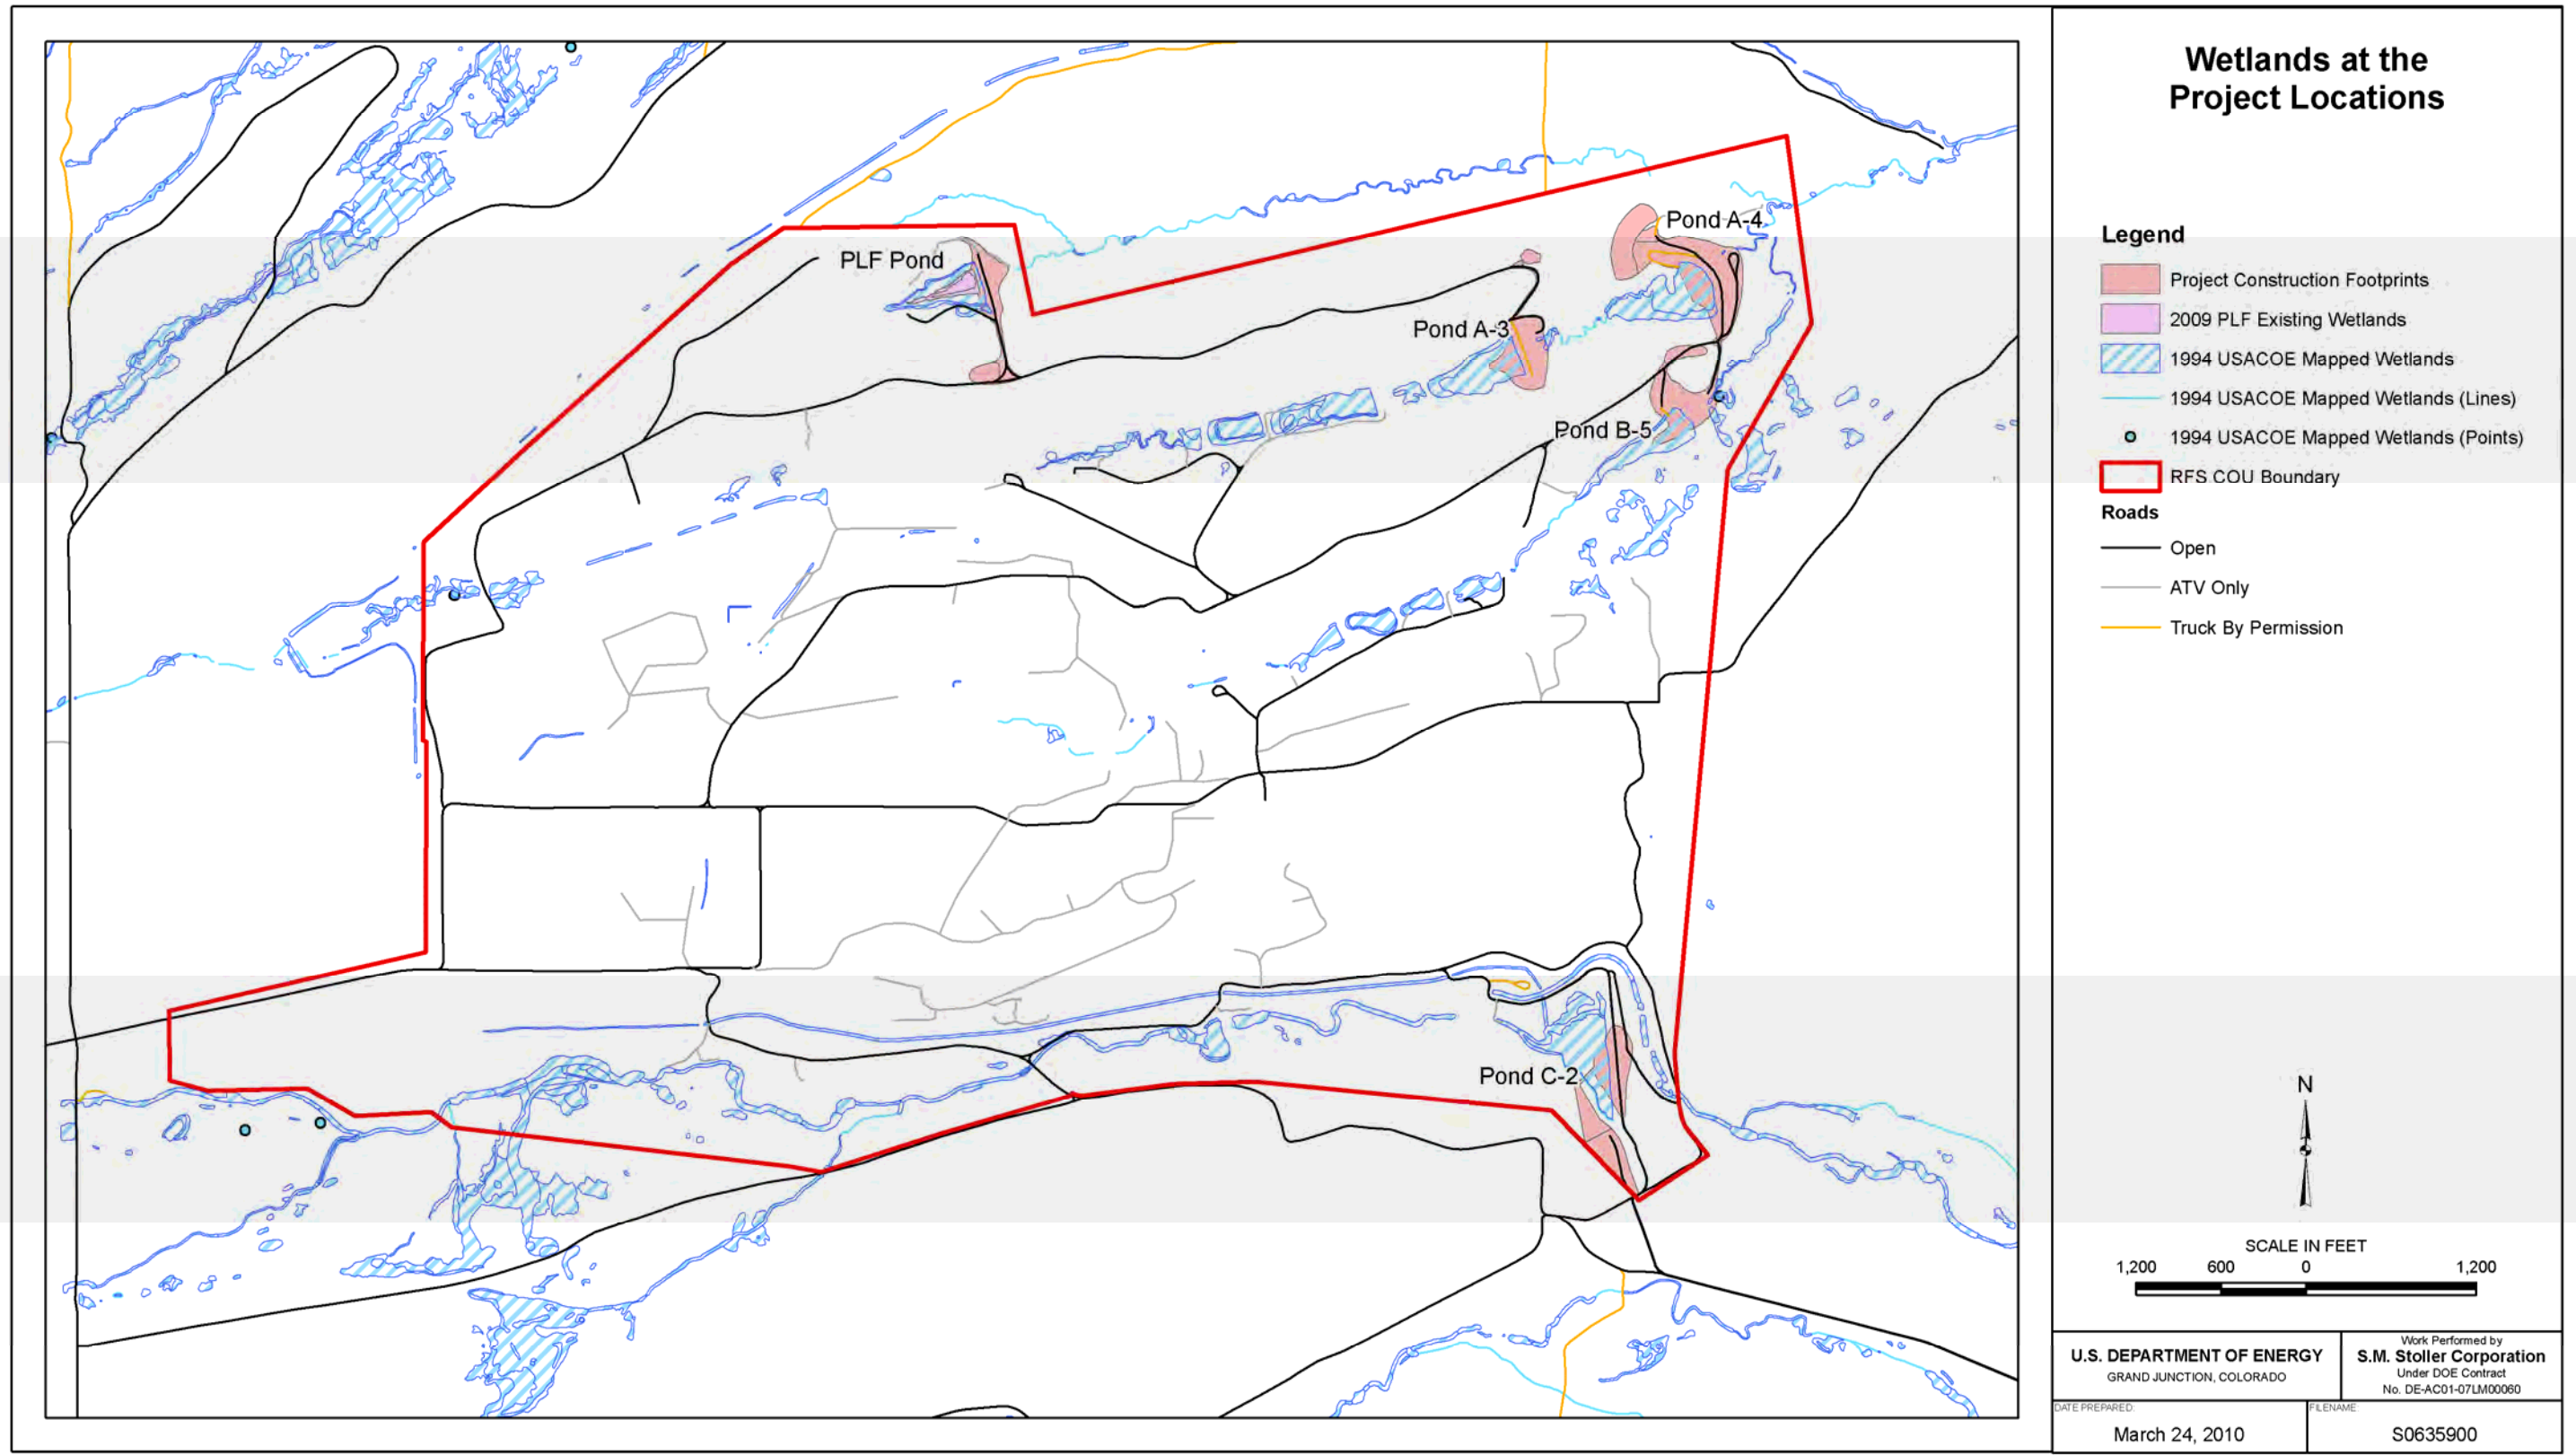 Wetlands at the
Project Locations
PLF Pond
Pond A-4
Pond A-3
Pond B-5
Pond C-2
Legend
Project Construction Footprints
2009 PLF Existing Wetlands
1994 USACOE Mapped Wetlands
1994 USACOE Mapped Wetlands (Lines)
1994 USACOE Mapped Wetlands (Points)
RFS COU Boundary
Roads
Open
ATV Only
Truck By Permission
N
SCALE IN FEET
1,200 600 0 1,200
U.S. DEPARTMENT OF ENERGY
GRAND JUNCTION, COLORADO
Work Performed by
S.M. Stoller Corporation
Under DOE Contract
No. DE-AC01-07LM00060
DATE PREPARED:
March 24, 2010
FILENAME
S0635900